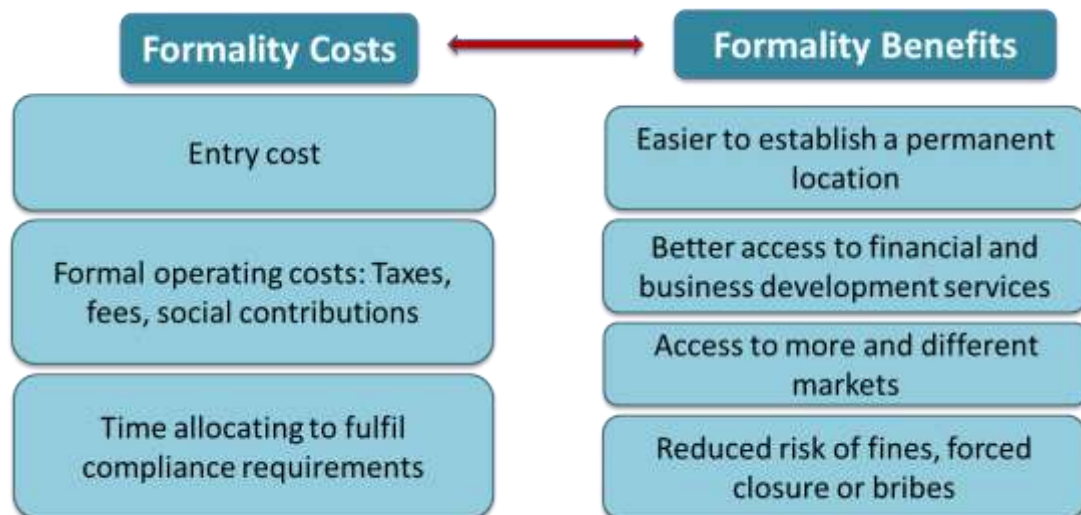 Formality Costs
Entry cost
Formal operating costs: Taxes,
fees, social contributions
Time allocating to fulfil
compliance requirements
Formality Benefits
Easier to establish a permanent
location
Better access to financial and
business development services
Access to more and different
markets
Reduced risk of fines, forced
closure or bribes